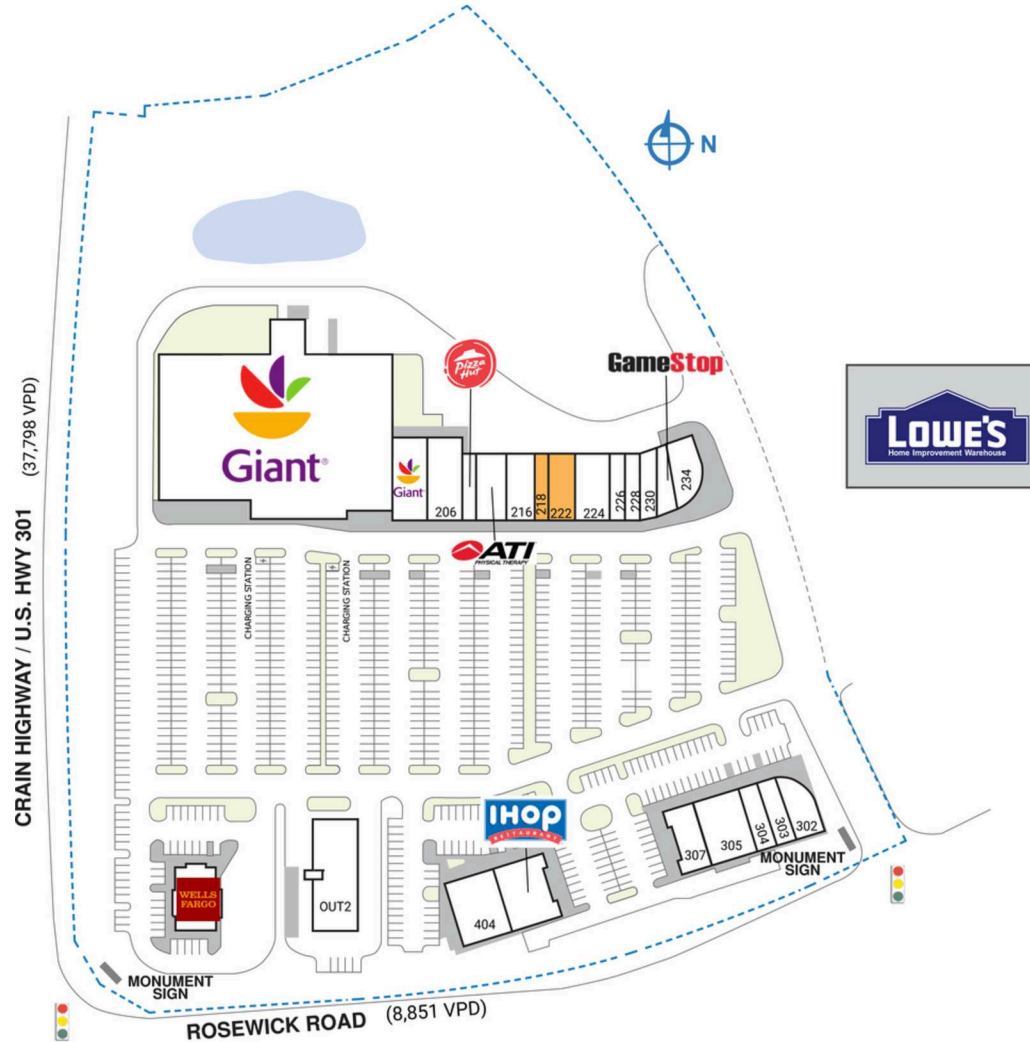 N
CRAIN HIGHWAY / U.S. HWY 301 (37,798 VPD)
Pizza
Hut
GameStop
LOWE'S
Home Improvement Warehouse
Giant®
Giant
206
216
218
222
224
226
228
230
234
ATI
PHYSICAL THERAPY
CHARGING STATION
CHARGING STATION
IHOP
RESTAURANT
307
305
304
303
302
MONUMENT
SIGN
WELLS
FARGO
OUT2
404
MONUMENT
SIGN
ROSEWICK ROAD (8,851 VPD)